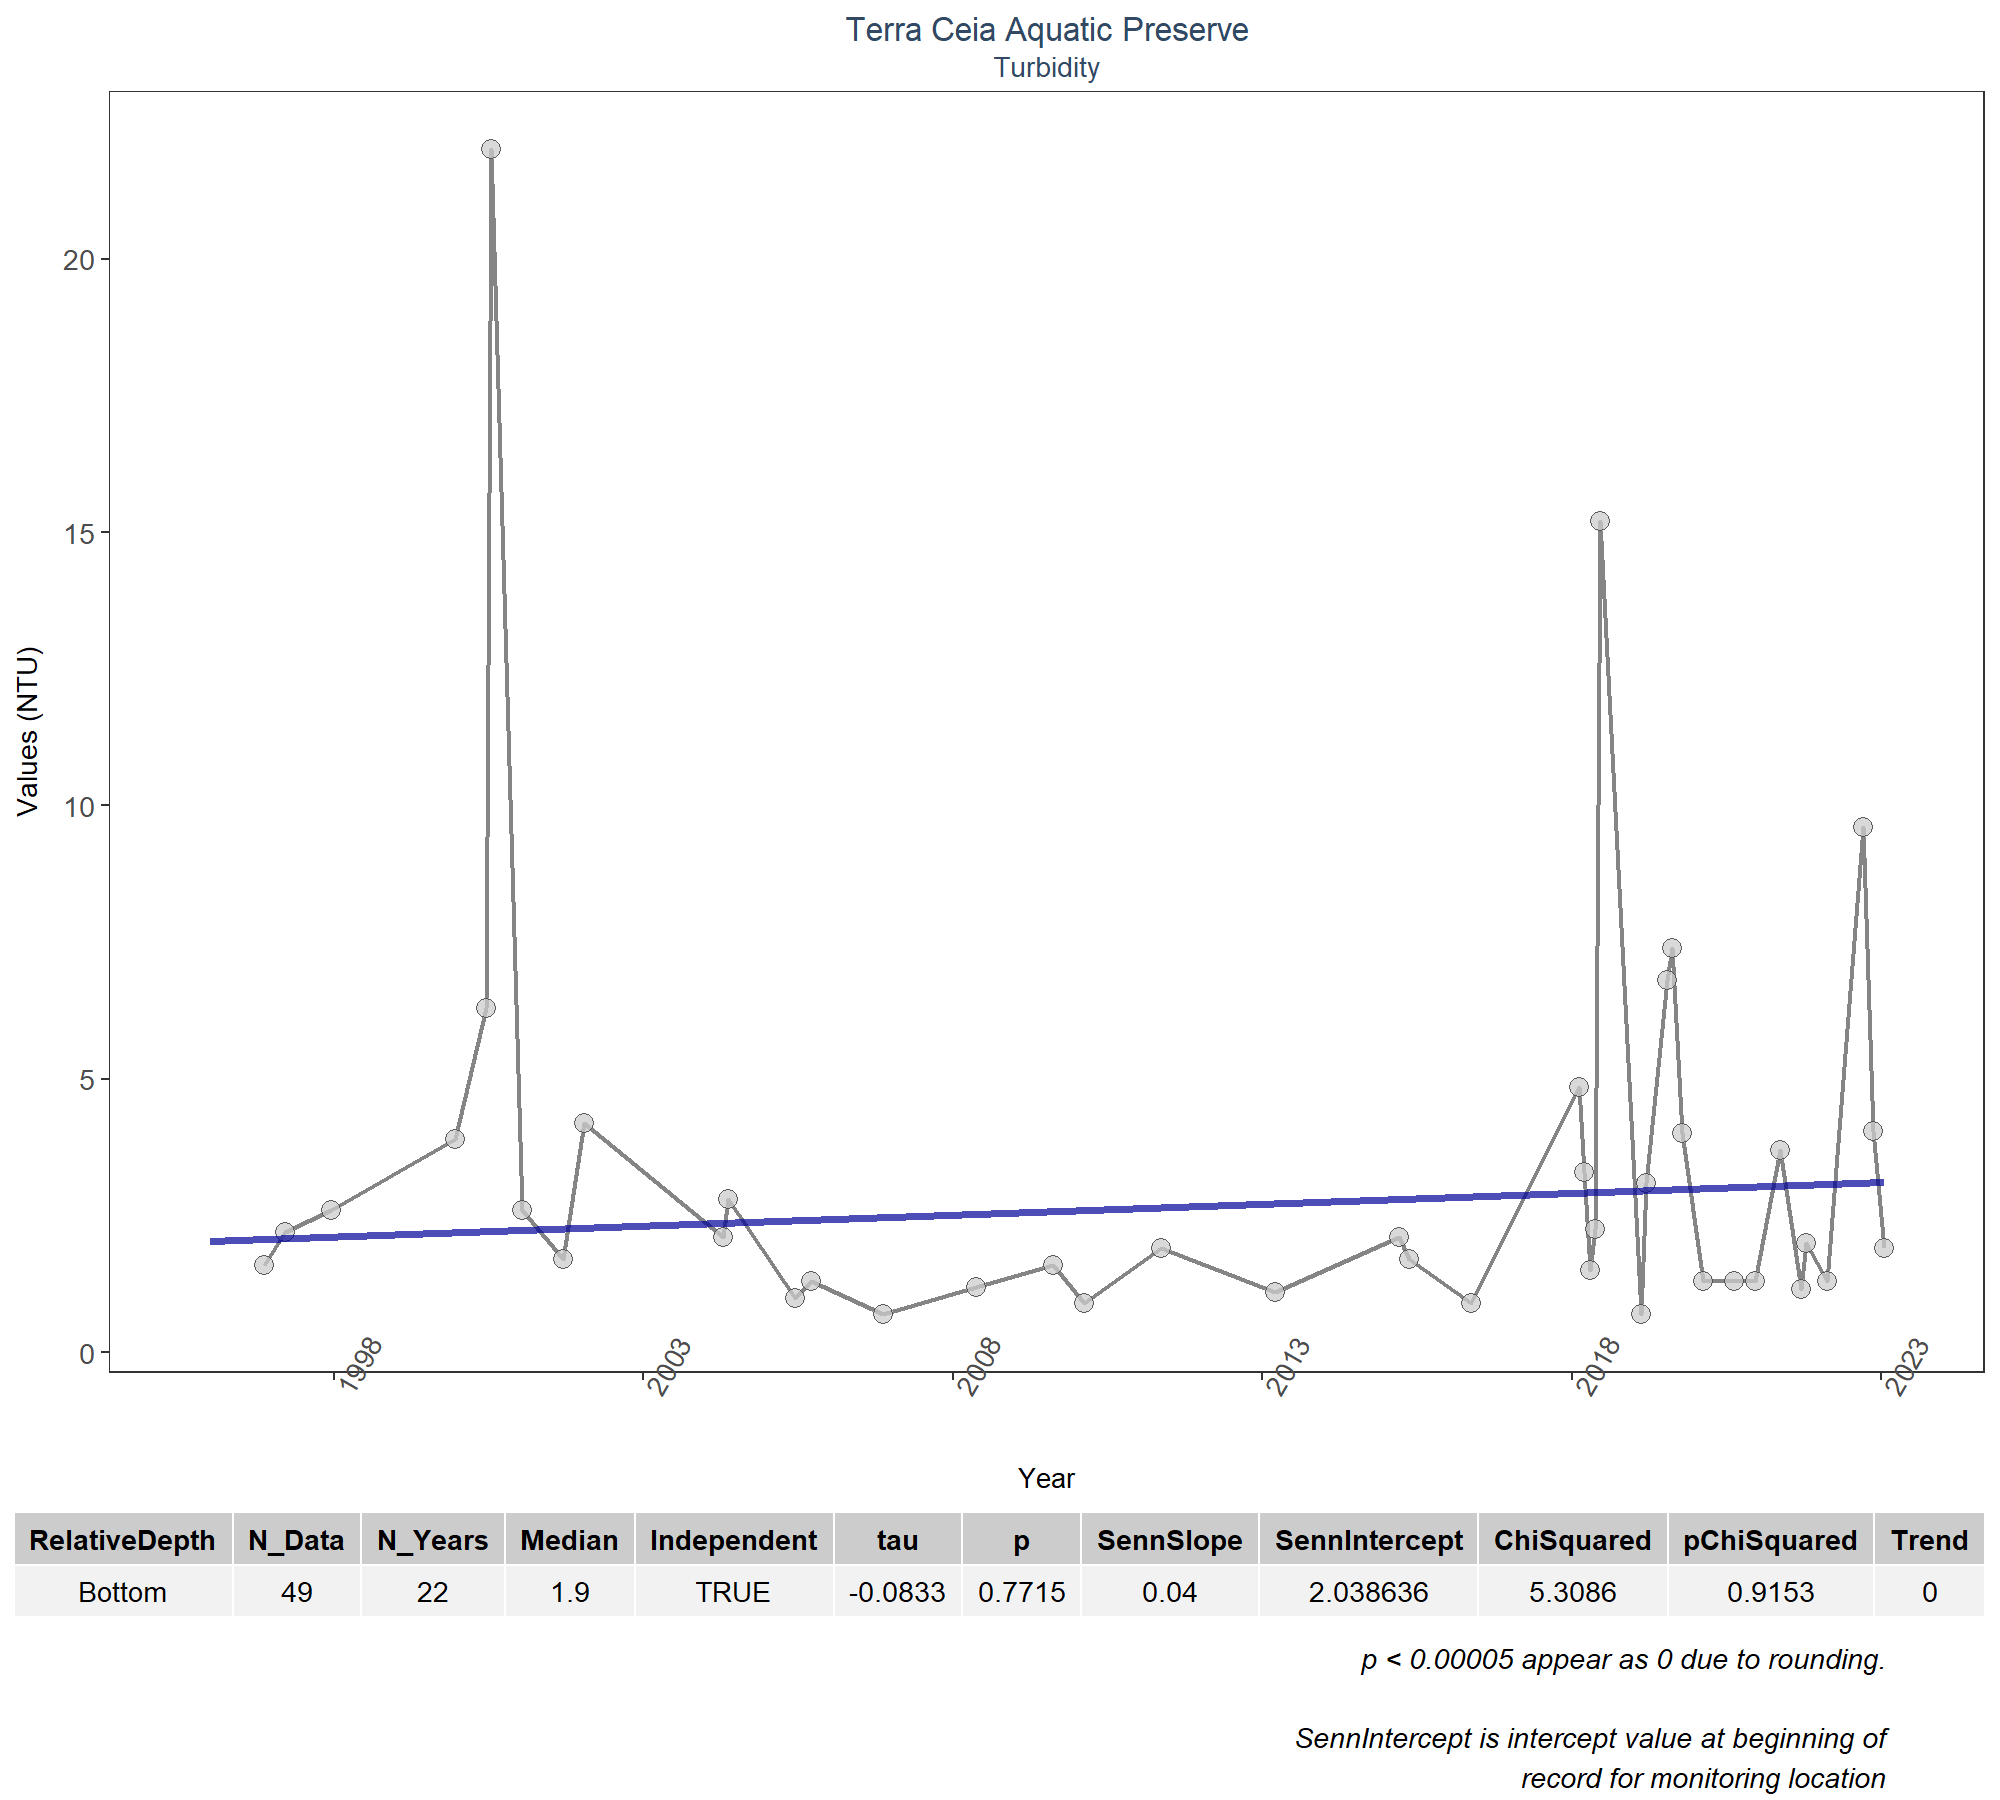 Terra Ceia Aquatic Preserve
Turbidity
Values (NTU)
20
15
10
5
0
1998 2003 2008 2013 2018 2023
Year
RelativeDepth N_Data N_Years Median Independent tau p SennSlope SennIntercept ChiSquared pChiSquared Trend
Bottom 49 22 1.9 TRUE -0.0833 0.7715 0.04 2.038636 5.3086 0.9153 0
p < 0.00005 appear as 0 due to rounding.
SennIntercept is intercept value at beginning of
record for monitoring location